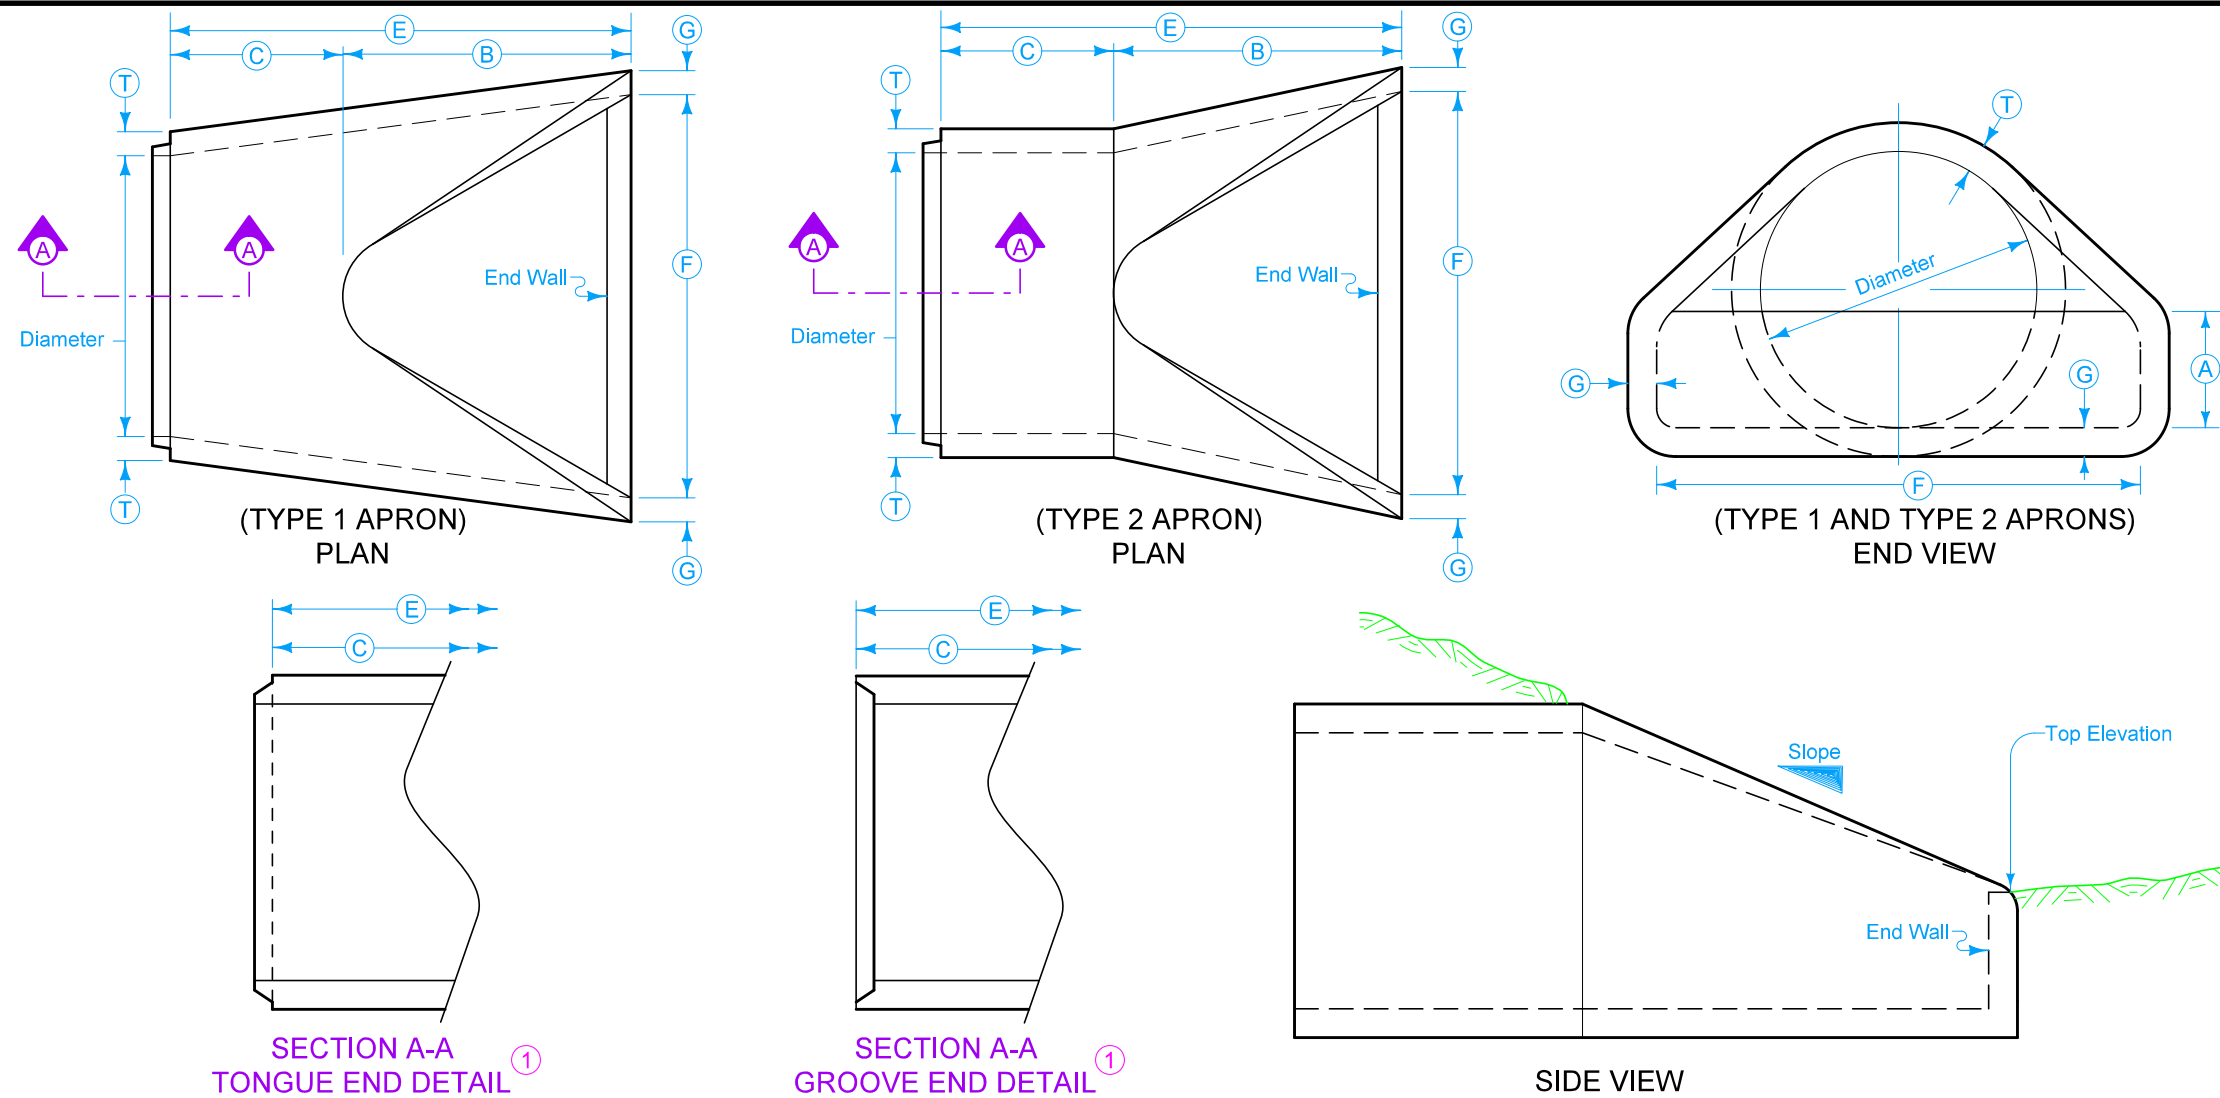 E
C
B
G
T
A
A
Diameter
End Wall
F
T
G
(TYPE 1 APRON)
PLAN
E
C
B
G
T
A
A
Diameter
End Wall
F
T
G
(TYPE 2 APRON)
PLAN
T
Diameter
G
G
A
F
(TYPE 1 AND TYPE 2 APRONS)
END VIEW
E
C
SECTION A-A
TONGUE END DETAIL 1
E
C
SECTION A-A
GROOVE END DETAIL 1
Slope
Top Elevation
End Wall
SIDE VIEW